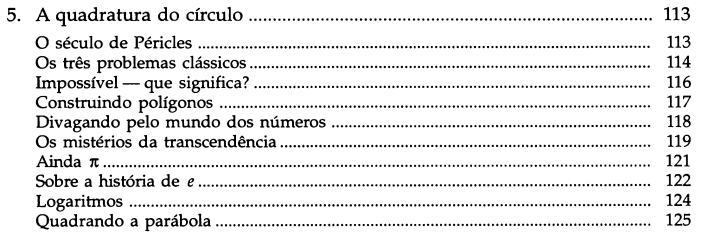 5. A quadratura do círculo ........................................................................ 113
O século de Péricles ........................................................................ 113
Os três problemas clássicos ........................................................................ 114
Impossível — que significa? ........................................................................ 116
Construindo polígonos ........................................................................ 117
Divagando pelo mundo dos números ........................................................................ 118
Os mistérios da transcendência ........................................................................ 119
Ainda π ........................................................................ 121
Sobre a história de e ........................................................................ 122
Logaritmos ........................................................................ 124
Quadrando a parábola ........................................................................ 125